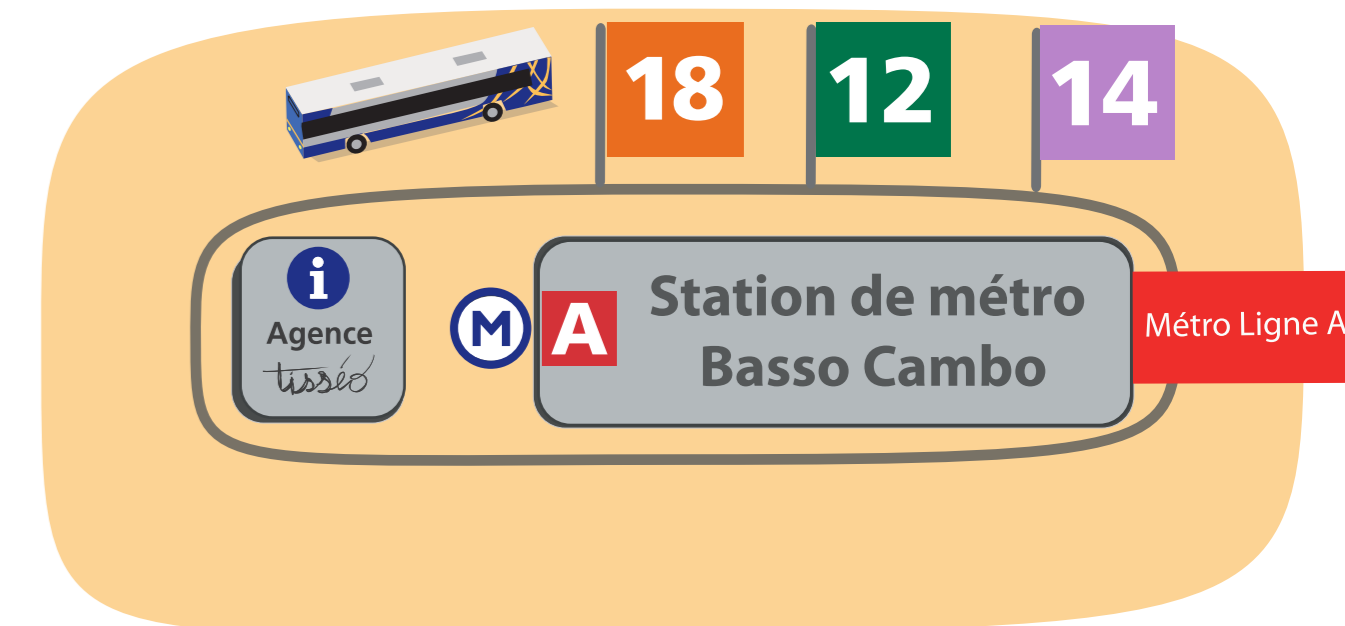 18
12
14
i
Agence
tisséo
M
A
Station de métro
Basso Cambo
Métro Ligne A